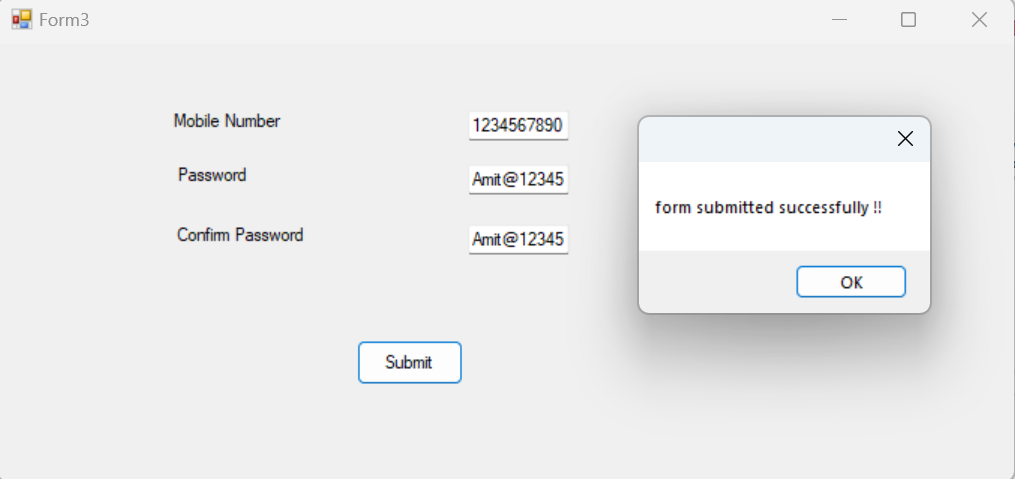 Form3
Mobile Number 1234567890
Password Amit@12345
Confirm Password Amit@12345
Submit
form submitted successfully !!
OK